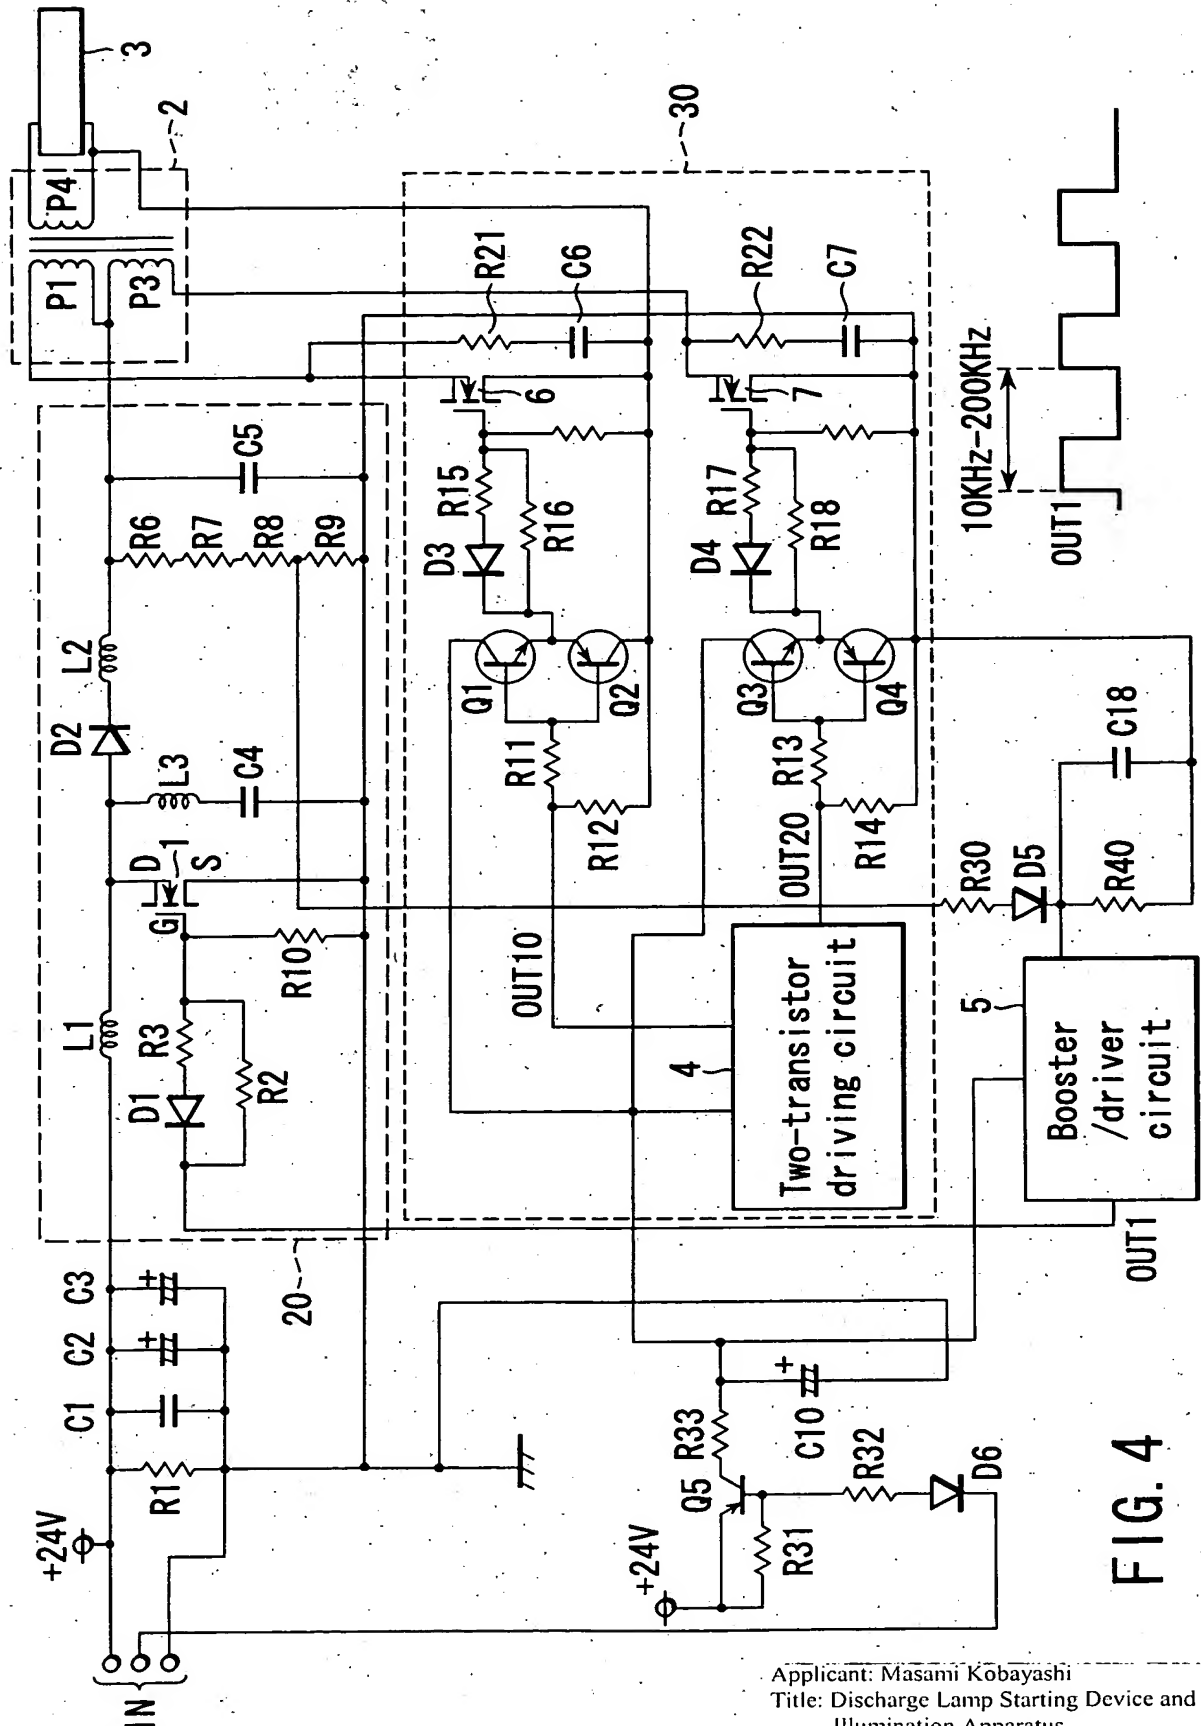 3
2
P4
P1
P3
30
C5
R6
R7
R8
R9
L2
D2
L3
C4
D
1
S
G
R10
L1
R3
D1
R2
20
C3
C2
C1
R1
+24V
IN
R21
C6
6
R15
R16
D3
Q1
Q2
R11
R12
OUT10
R22
C7
7
R17
R18
D4
Q3
Q4
R13
R14
OUT20
4
Two-transistor
driving circuit
R30
D5
C18
R40
5
Booster
/driver
circuit
OUT1
10KHz-200KHz
OUT1
R33
C10
Q5
R32
D6
R31
+24V
FIG. 4
Applicant: Masami Kobayashi
Title: Discharge Lamp Starting Device and
Illumination Apparatus